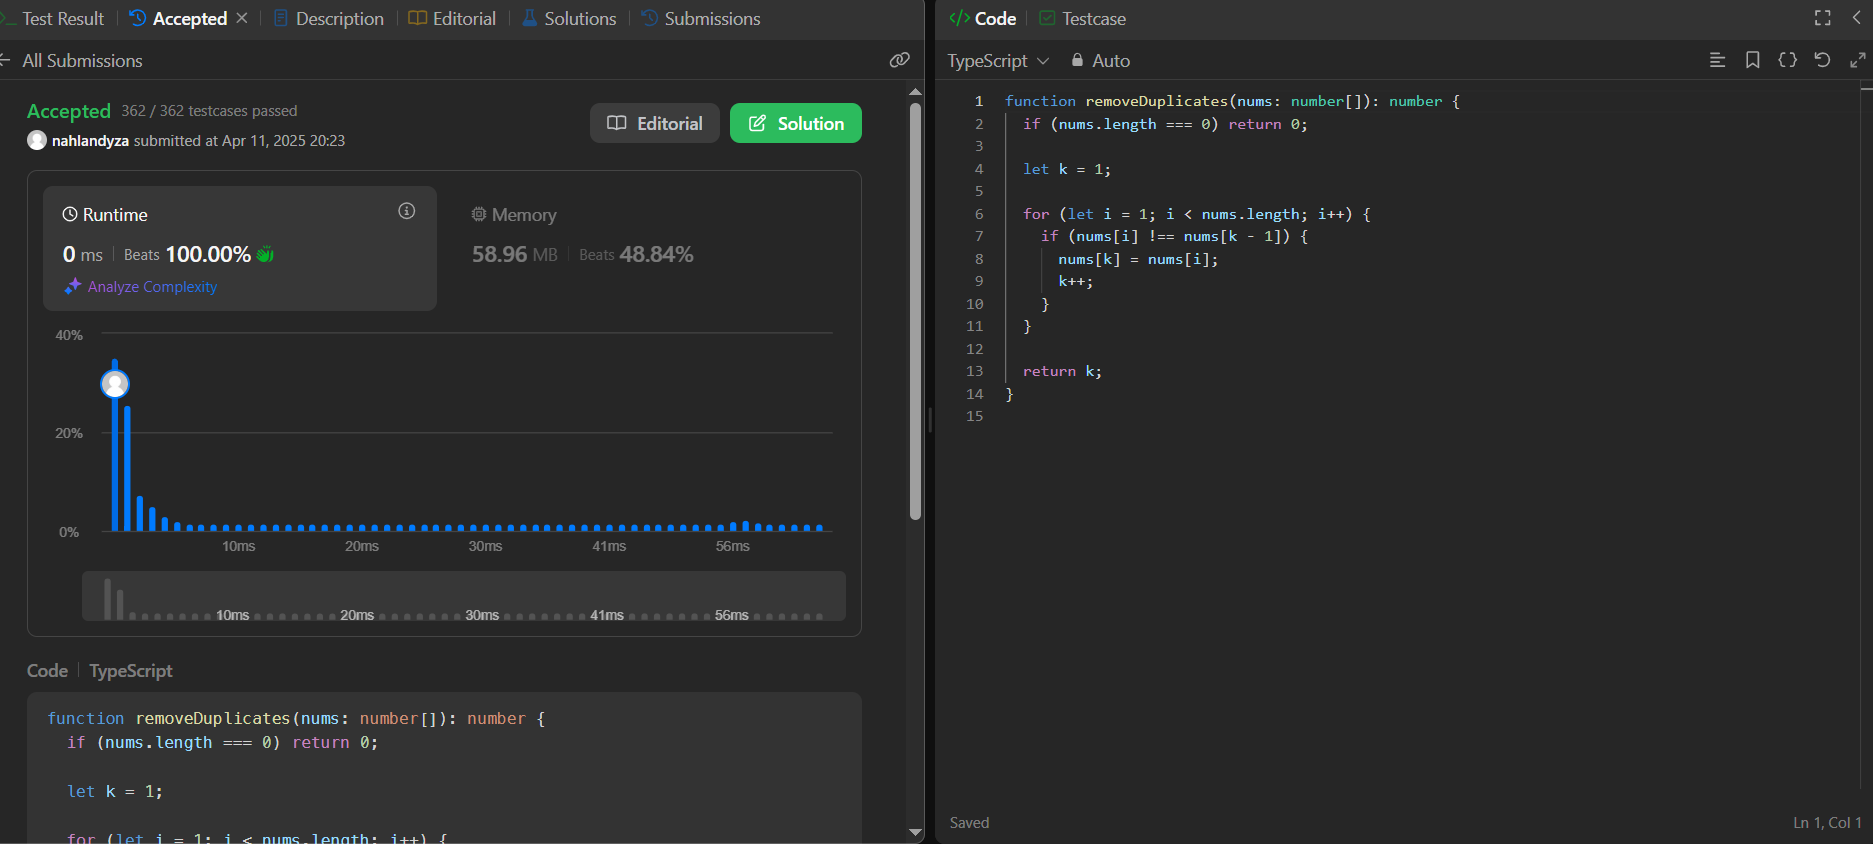 Test Result | Accepted ✕ | Description | Editorial | Solutions | Submissions
← All Submissions
Accepted 362 / 362 testcases passed
nahlandyza submitted at Apr 11, 2025 20:23
Editorial
Solution
Runtime
0 ms | Beats 100.00%
Analyze Complexity
Memory
58.96 MB | Beats 48.84%
40%
20%
0%
10ms 20ms 30ms 41ms 56ms
10ms 20ms 30ms 41ms 56ms
Code | TypeScript
function removeDuplicates(nums: number[]): number {
  if (nums.length === 0) return 0;
  let k = 1;
  for (let i = 1; i < nums.length; i++) {
</> Code | Testcase
TypeScript Auto
1 function removeDuplicates(nums: number[]): number {
2   if (nums.length === 0) return 0;
3
4   let k = 1;
5
6   for (let i = 1; i < nums.length; i++) {
7     if (nums[i] !== nums[k - 1]) {
8       nums[k] = nums[i];
9       k++;
10     }
11   }
12
13   return k;
14 }
15
Saved
Ln 1, Col 1